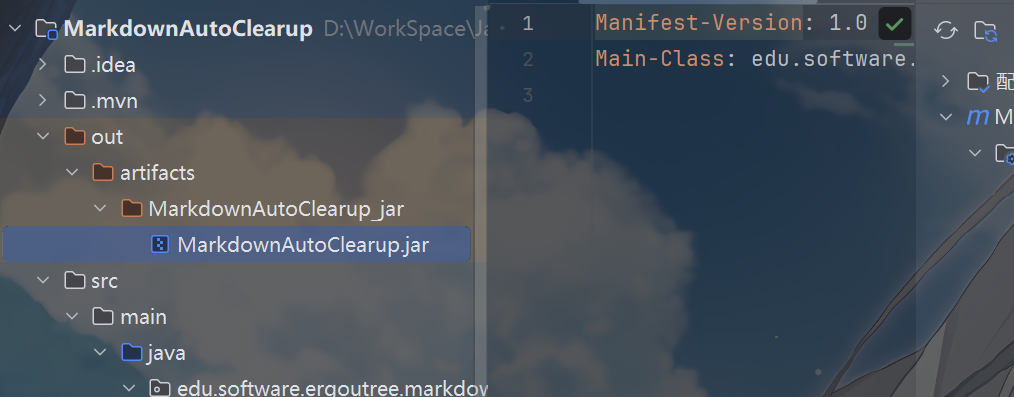 MarkdownAutoClearup D:\WorkSpace\Ja
.idea
.mvn
out
artifacts
MarkdownAutoClearup_jar
MarkdownAutoClearup.jar
src
main
java
edu.software.ergoutree.markdow
1 Manifest-Version: 1.0
2 Main-Class: edu.software.
3
配
m M